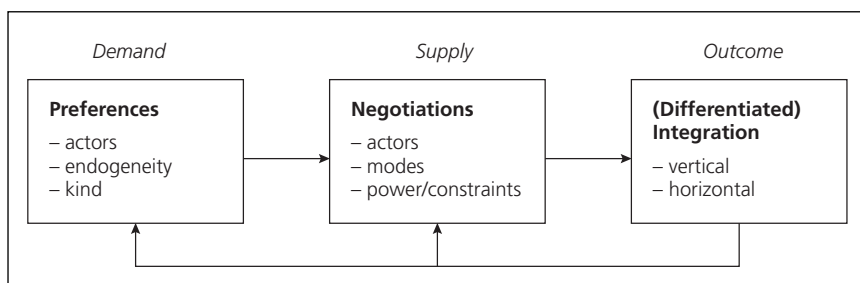 Demand
Supply
Outcome
Preferences
– actors
– endogeneity
– kind
Negotiations
– actors
– modes
– power/constraints
(Differentiated)
Integration
– vertical
– horizontal